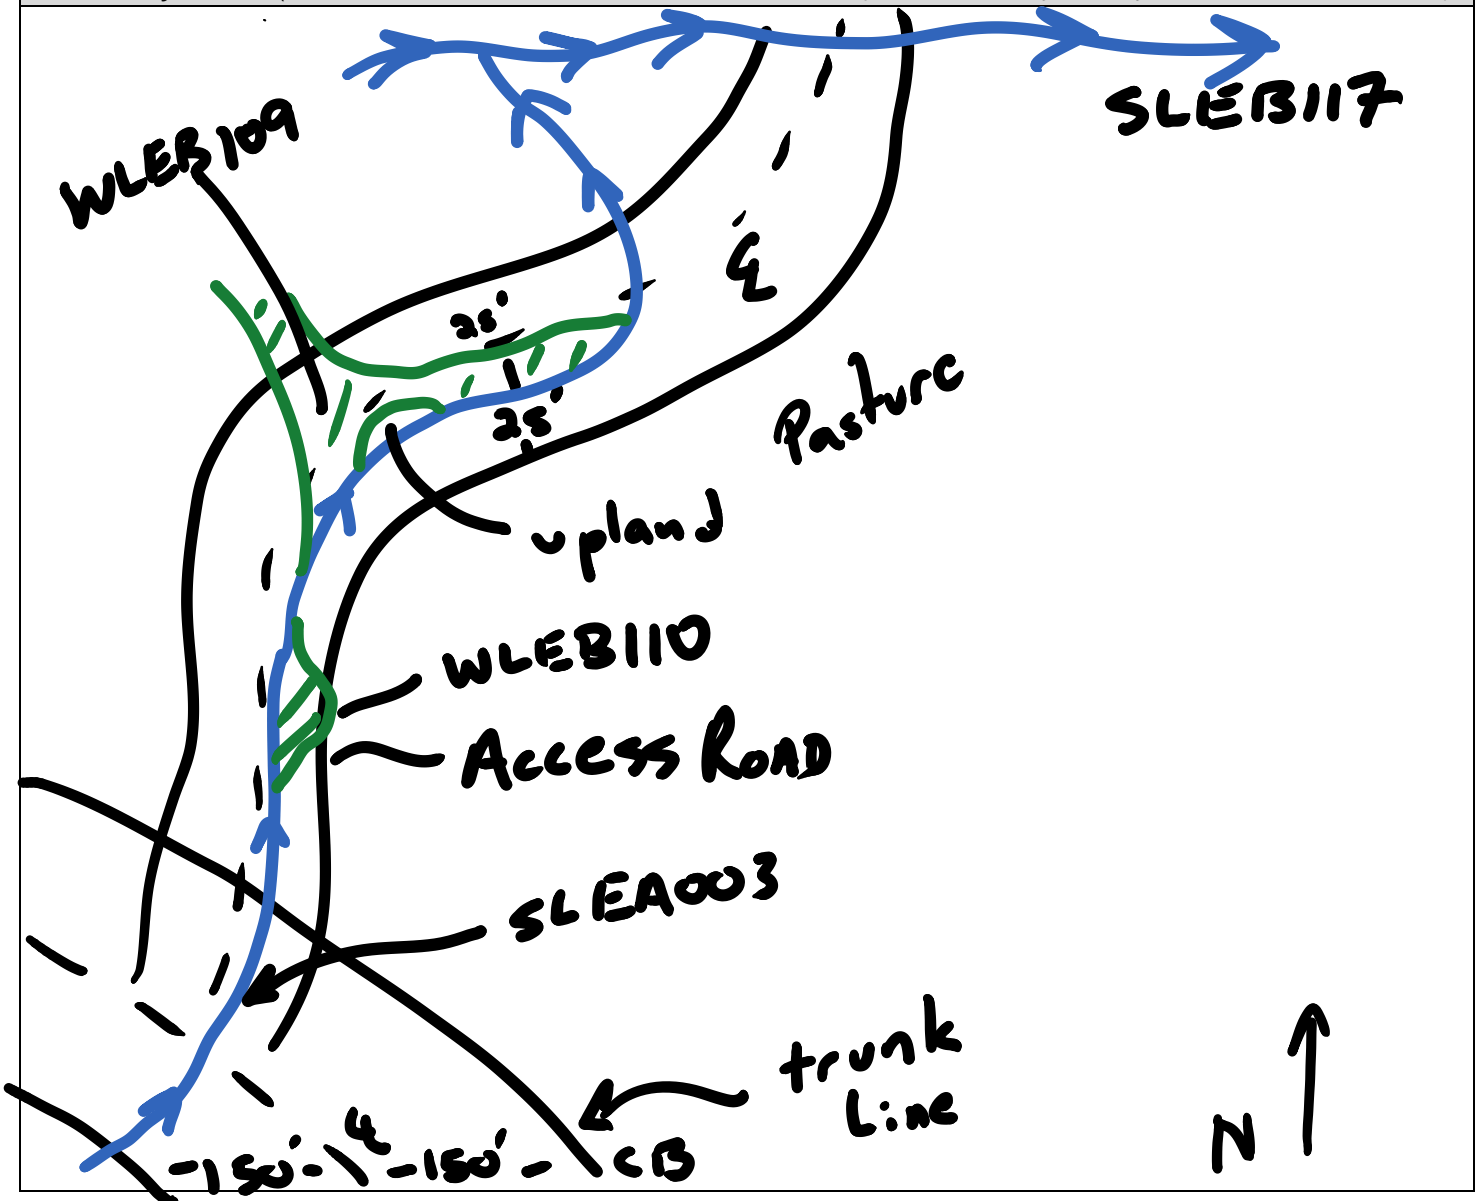 SLEB117
WLEB109
℄
25'
25'
Pasture
upland
WLEB110
Access ROAD
SLEA003
trunk
Line
-150'-℄-150'- CB
N